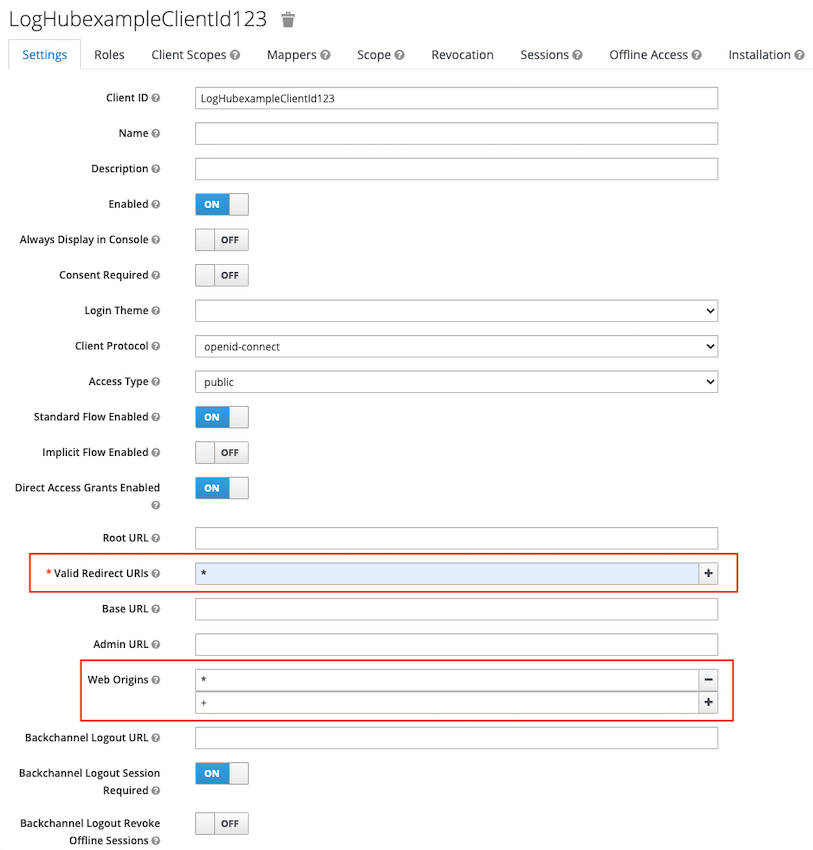 LogHubexampleClientId123
Settings Roles Client Scopes Mappers Scope Revocation Sessions Offline Access Installation
Client ID LogHubexampleClientId123
Name
Description
Enabled ON
Always Display in Console OFF
Consent Required OFF
Login Theme
Client Protocol openid-connect
Access Type public
Standard Flow Enabled ON
Implicit Flow Enabled OFF
Direct Access Grants Enabled ON
Root URL
* Valid Redirect URIs * +
Base URL
Admin URL
Web Origins * −
+ +
Backchannel Logout URL
Backchannel Logout Session ON
Required
Backchannel Logout Revoke OFF
Offline Sessions